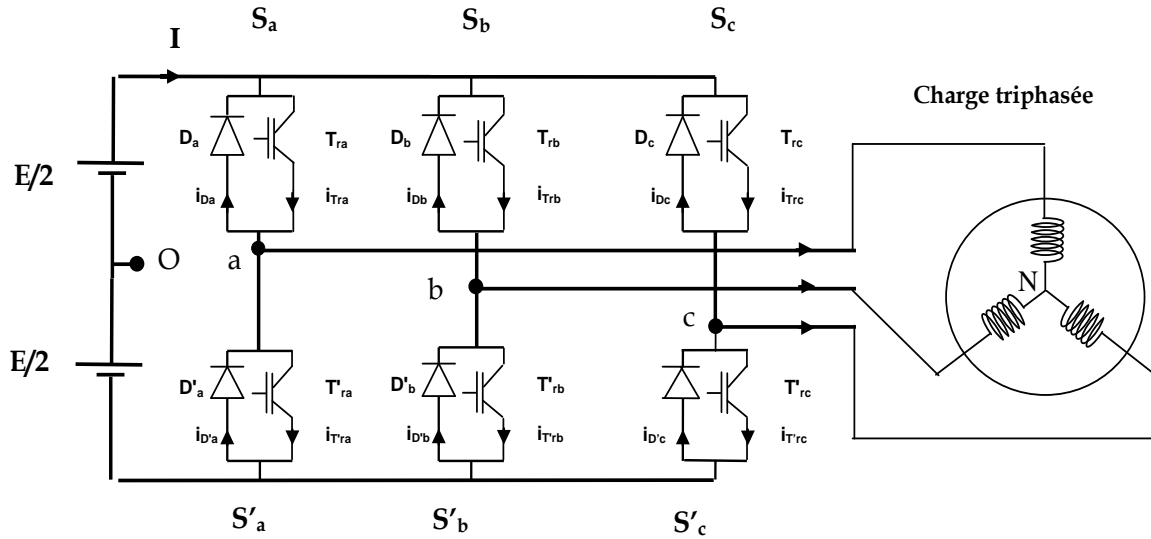 Sa Sb Sc
I
Charge triphasée
Da Tra Db Trb Dc Trc
E/2
iDa iTra iDb iTrb iDc iTrc
O a
b N
c
E/2
D'a T'ra D'b T'rb T'rc
iD'a iT'ra iD'b iT'rb iD'c iT'rc
S'a S'b S'c